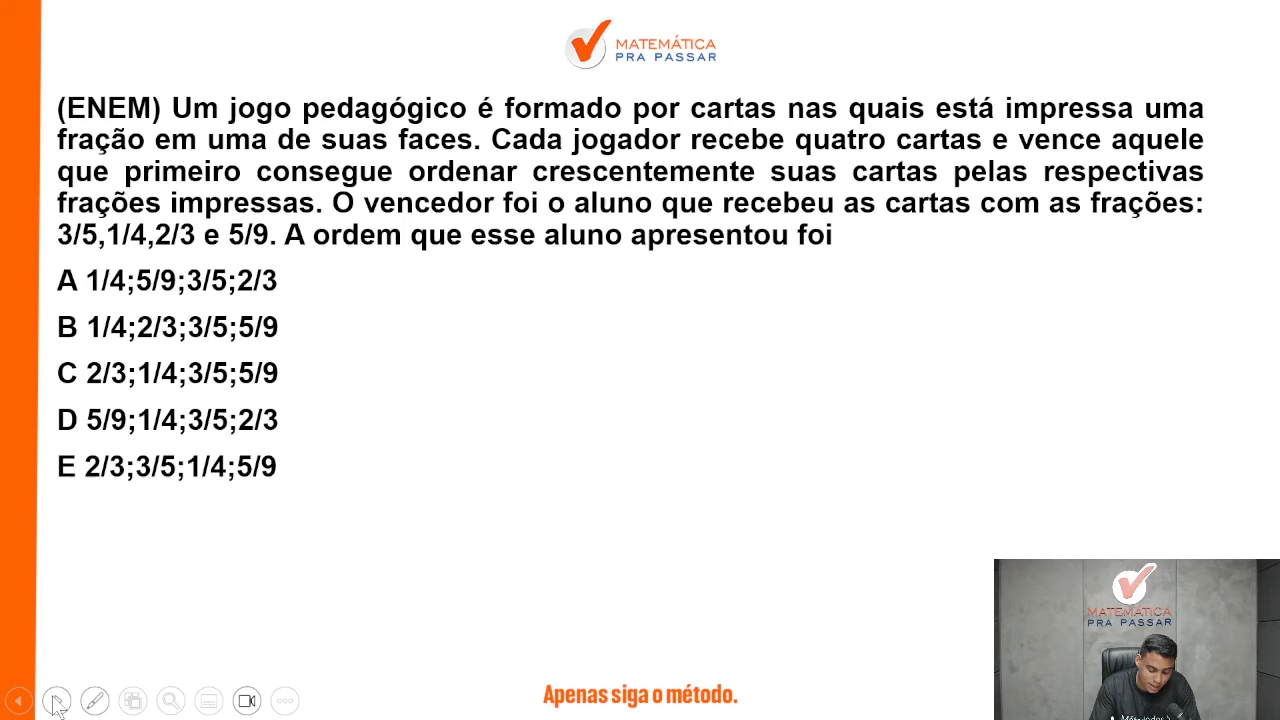 MATEMÁTICA
PRA PASSAR
(ENEM) Um jogo pedagógico é formado por cartas nas quais está impressa uma
fração em uma de suas faces. Cada jogador recebe quatro cartas e vence aquele
que primeiro consegue ordenar crescentemente suas cartas pelas respectivas
frações impressas. O vencedor foi o aluno que recebeu as cartas com as frações:
3/5,1/4,2/3 e 5/9. A ordem que esse aluno apresentou foi
A 1/4;5/9;3/5;2/3
B 1/4;2/3;3/5;5/9
C 2/3;1/4;3/5;5/9
D 5/9;1/4;3/5;2/3
E 2/3;3/5;1/4;5/9
MATEMÁTICA
PRA PASSAR
Apenas siga o método.